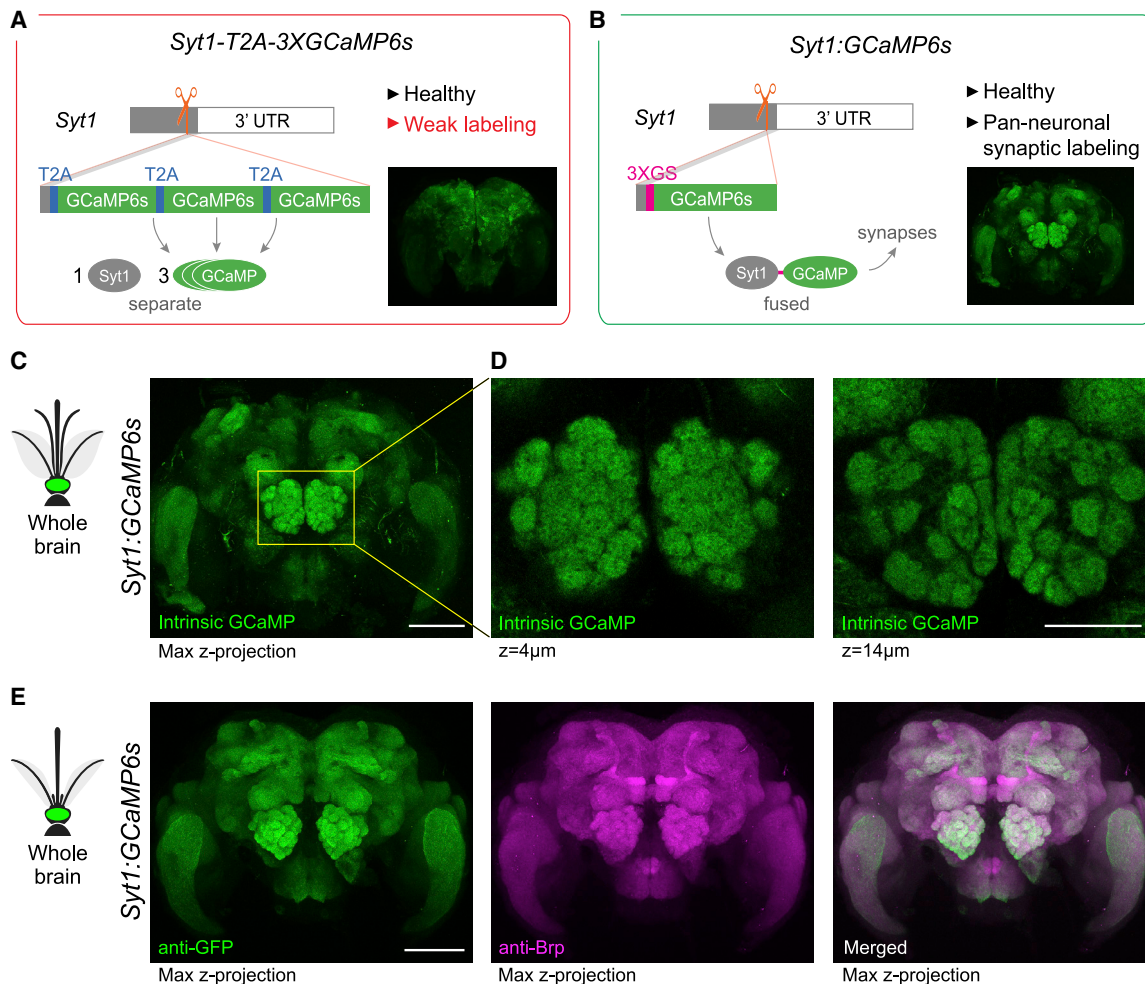 A
Syt1-T2A-3XGCaMP6s
Syt1
3' UTR
Healthy
Weak labeling
T2A
T2A
T2A
GCaMP6s
GCaMP6s
GCaMP6s
1
Syt1
3
GCaMP
separate
B
Syt1:GCaMP6s
Syt1
3' UTR
Healthy
Pan-neuronal
synaptic labeling
3XGS
GCaMP6s
Syt1
GCaMP
synapses
fused
C
Whole
brain
Syt1:GCaMP6s
Intrinsic GCaMP
Max z-projection
D
Intrinsic GCaMP
z=4μm
Intrinsic GCaMP
z=14μm
E
Whole
brain
Syt1:GCaMP6s
anti-GFP
Max z-projection
anti-Brp
Max z-projection
Merged
Max z-projection